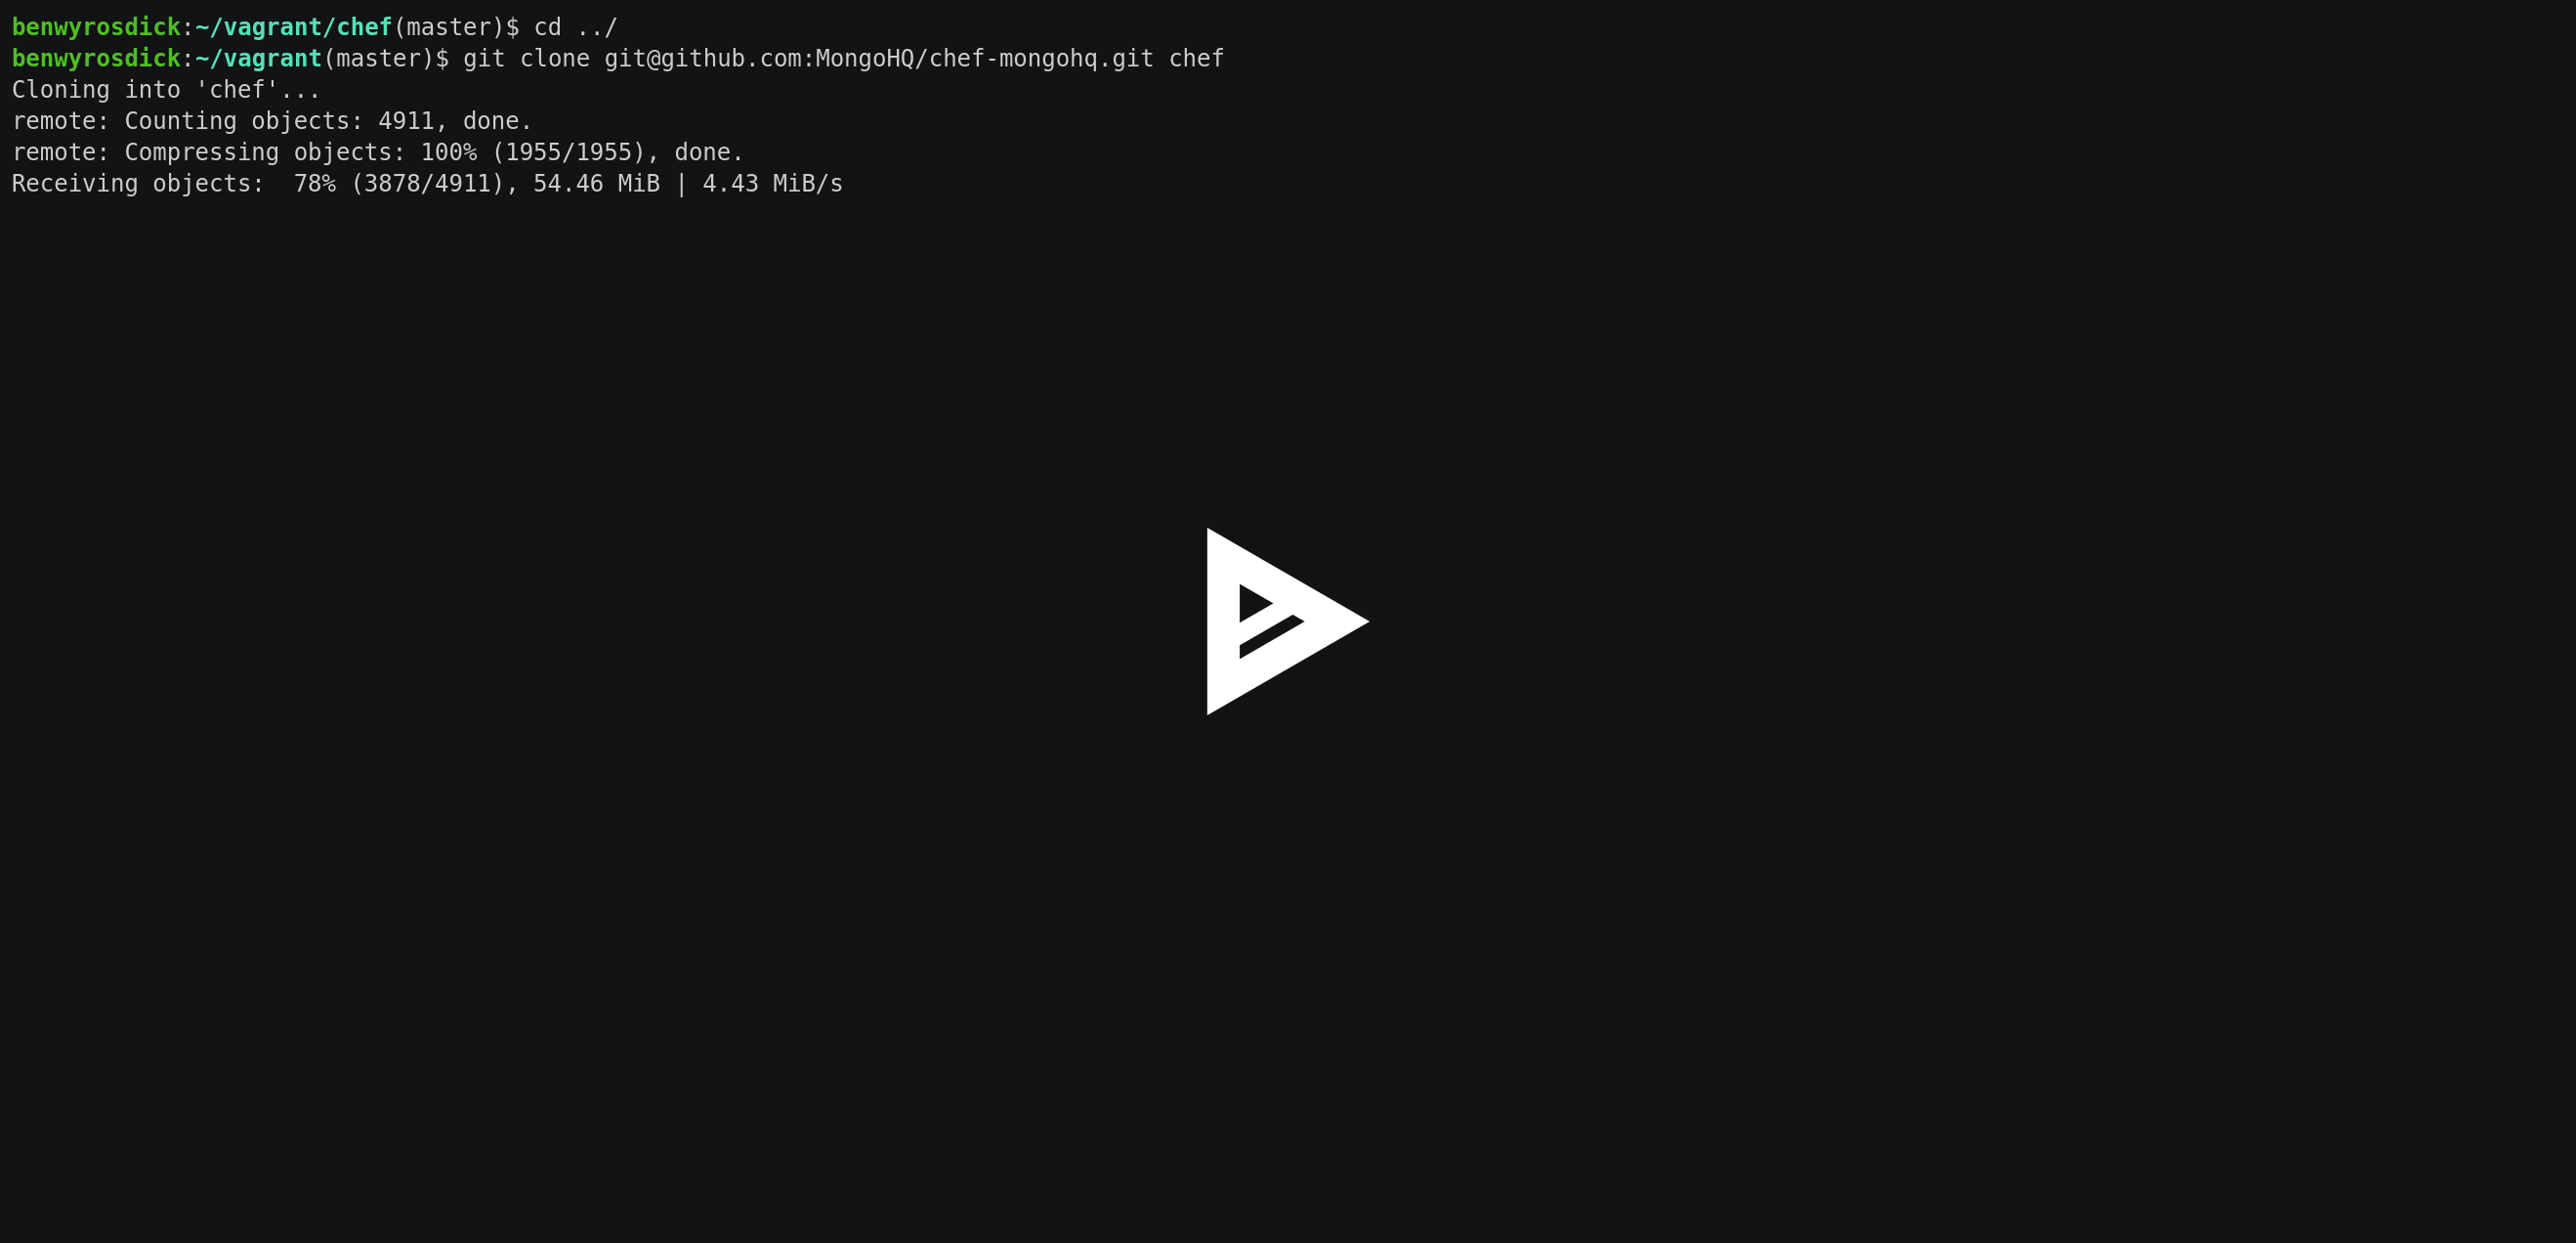 benwyrosdick:~/vagrant/chef(master)$ cd ../
benwyrosdick:~/vagrant(master)$ git clone git@github.com:MongoHQ/chef-mongohq.git chef
Cloning into 'chef'...
remote: Counting objects: 4911, done.
remote: Compressing objects: 100% (1955/1955), done.
Receiving objects:  78% (3878/4911), 54.46 MiB | 4.43 MiB/s